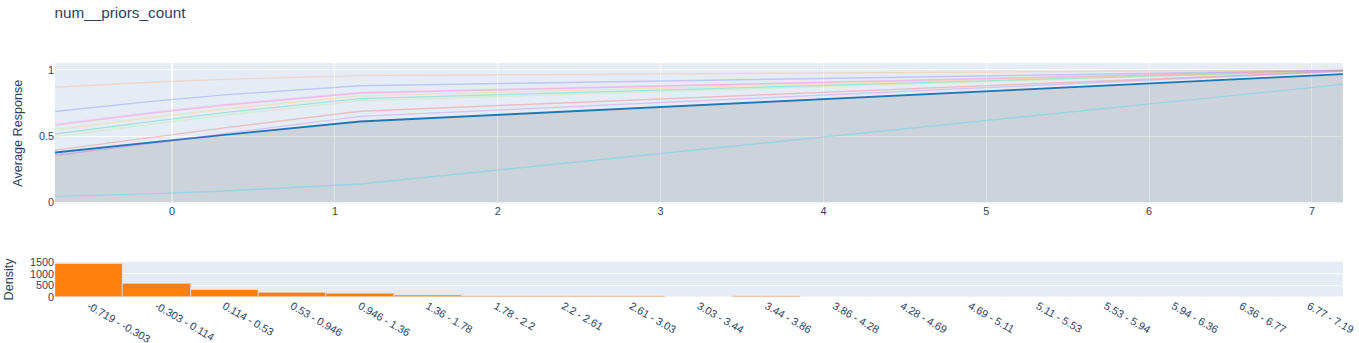 num__priors_count
Average Response
1
0.5
0
0 1 2 3 4 5 6 7
Density
1500
1000
500
0
-0.719 - -0.303 -0.303 - 0.114 0.114 - 0.53 0.53 - 0.946 0.946 - 1.36 1.36 - 1.78 1.78 - 2.2 2.2 - 2.61 2.61 - 3.03 3.03 - 3.44 3.44 - 3.86 3.86 - 4.28 4.28 - 4.69 4.69 - 5.11 5.11 - 5.53 5.53 - 5.94 5.94 - 6.36 6.36 - 6.77 6.77 - 7.19